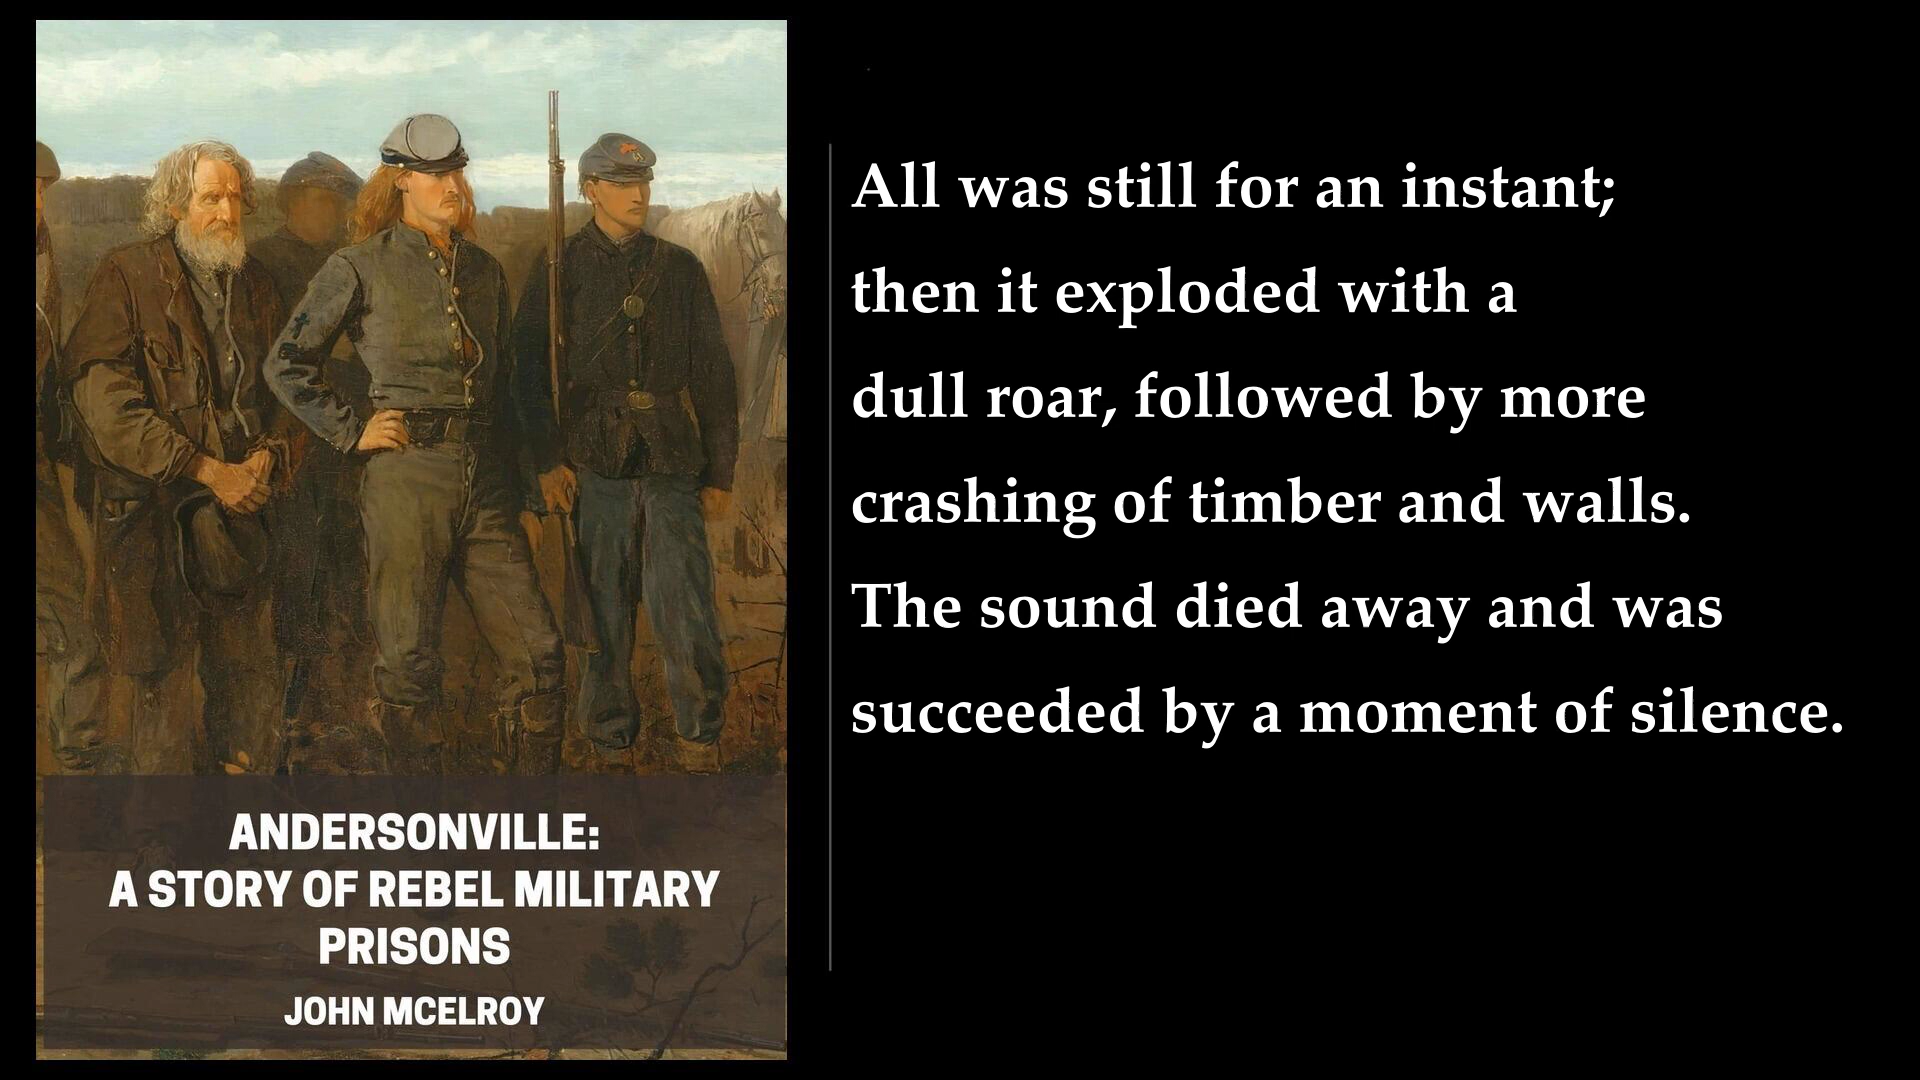 ANDERSONVILLE:
A STORY OF REBEL MILITARY
PRISONS
JOHN MCELROY
All was still for an instant;
then it exploded with a
dull roar, followed by more
crashing of timber and walls.
The sound died away and was
succeeded by a moment of silence.